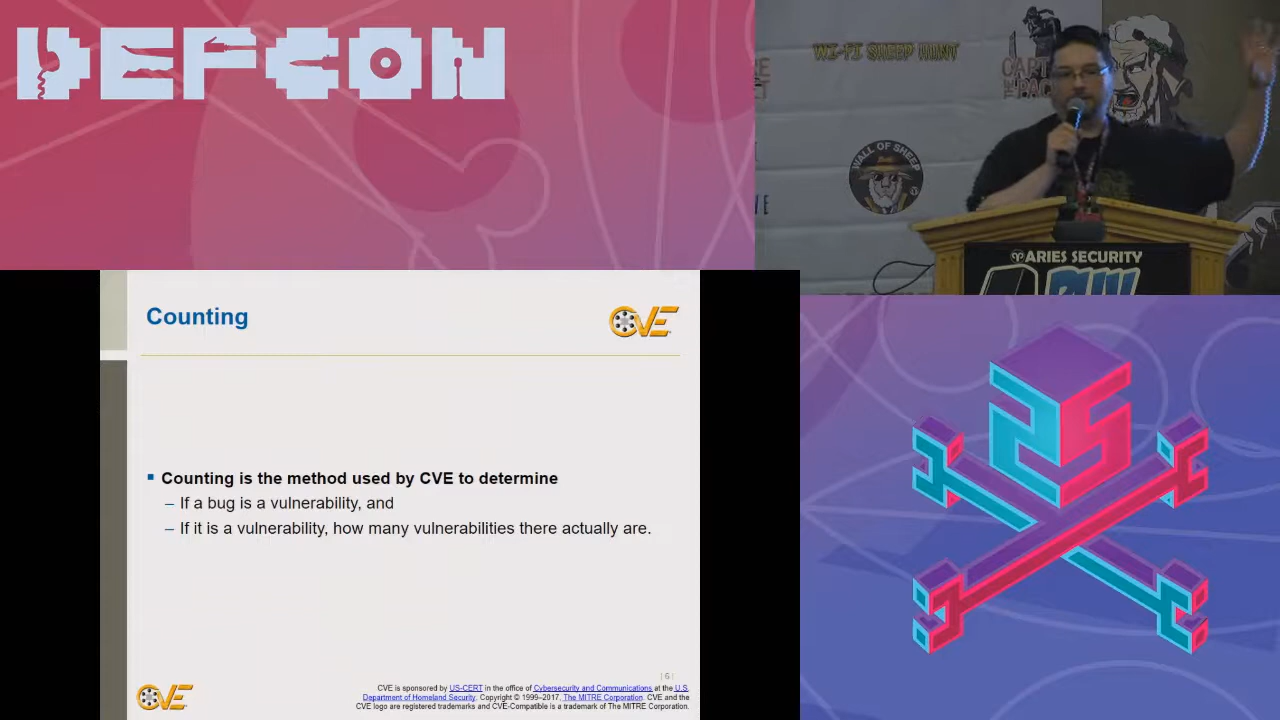 DEFCON
WI-FI SHEEP HUNT
WALL OF SHEEP
ARIES SECURITY
Counting
CVE
Counting is the method used by CVE to determine
– If a bug is a vulnerability, and
– If it is a vulnerability, how many vulnerabilities there actually are.
| 5 |
CVE
CVE is sponsored by US-CERT in the office of Cybersecurity and Communications at the U.S.
Department of Homeland Security. Copyright © 1999–2017, The MITRE Corporation. CVE and the
CVE logo are registered trademarks and CVE-Compatible is a trademark of The MITRE Corporation.
25